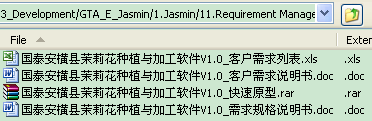 3_Development/GTA_E_Jasmin/1.Jasmin/11.Requirement Manage
File Exter
国泰安横县茉莉花种植与加工软件V1.0_客户需求列表.xls .xls
国泰安横县茉莉花种植与加工软件V1.0_客户需求说明书.doc .doc
国泰安横县茉莉花种植与加工软件V1.0_快速原型.rar .rar
国泰安横县茉莉花种植与加工软件V1.0_需求规格说明书.doc .doc